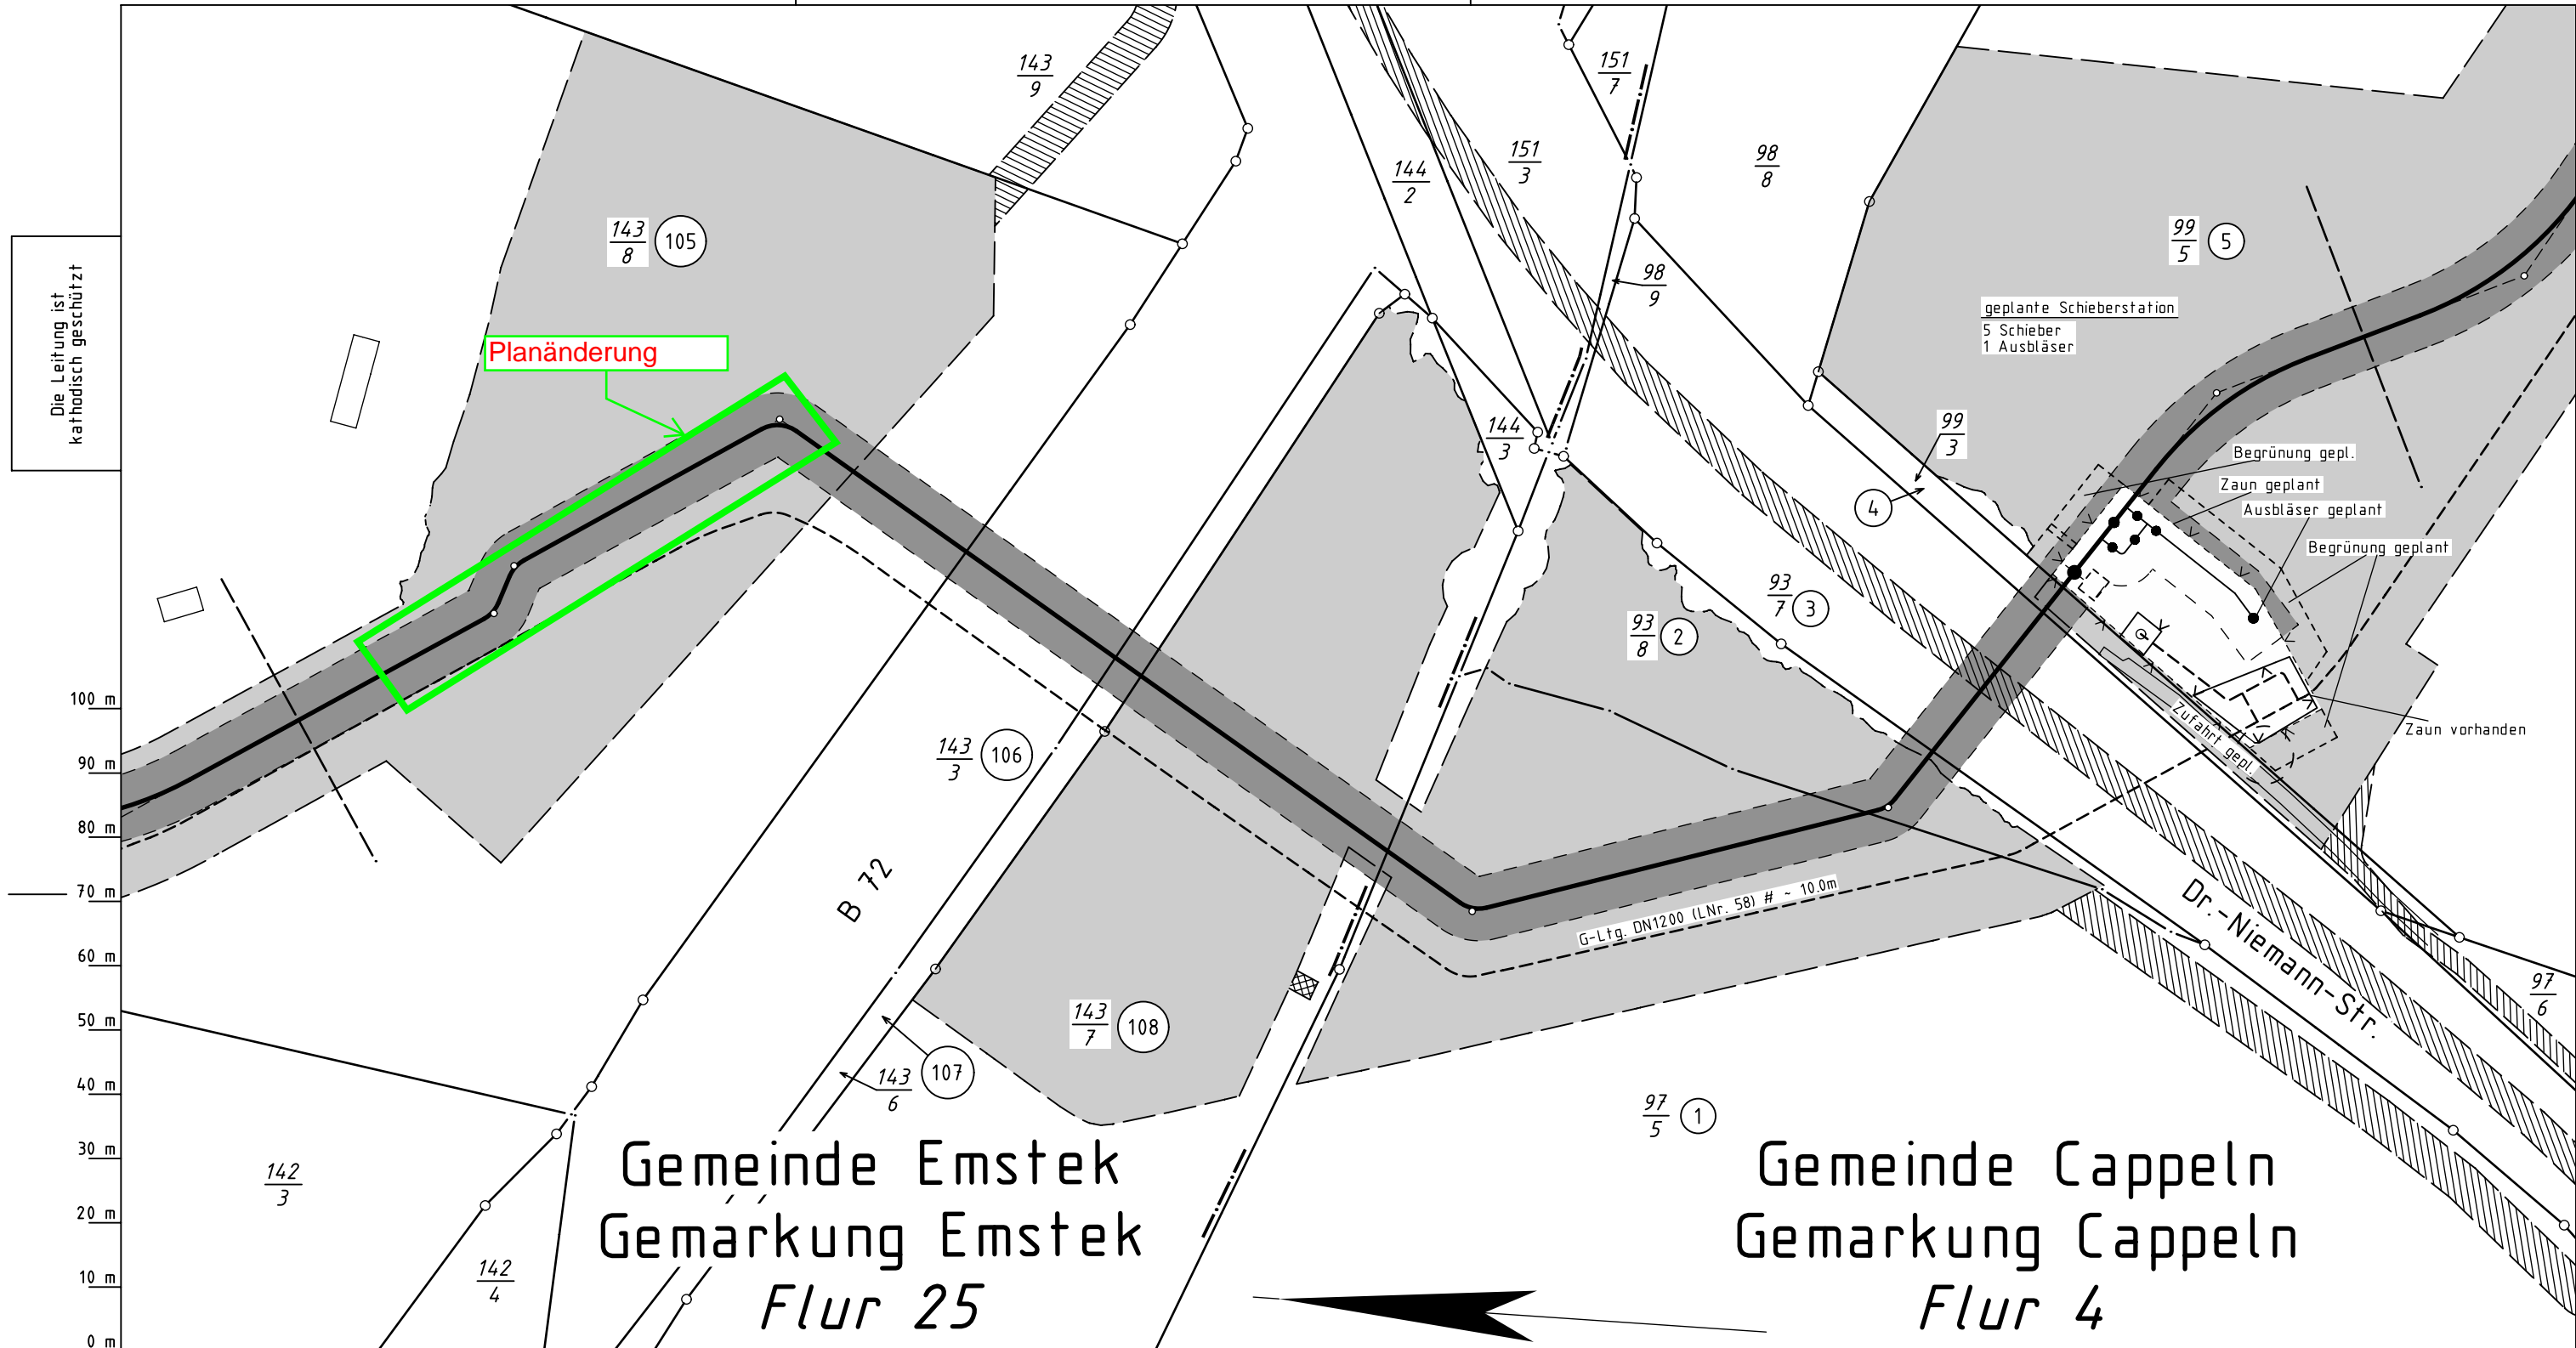 143
9
151
7
151
3
98
8
144
2
143
8
105
99
5
5
Die Leitung ist
kathodisch geschützt
98
9
geplante Schieberstation
5 Schieber
1 Ausbläser
Planänderung
144
3
99
3
Begrünung gepl.
Zaun geplant
4
Ausbläser geplant
Begrünung geplant
93
7
3
93
8
2
100 m
90 m
80 m
70 m
60 m
50 m
40 m
30 m
20 m
10 m
0 m
Zufahrt gepl.
Zaun vorhanden
143
3
106
B 72
G-Ltg. DN1200 (LNr. 58) # ~ 10.0m
Dr.-Niemann-Str.
97
6
143
7
108
143
6
107
97
5
1
142
3
142
4
Gemeinde Emstek
Gemarkung Emstek
Flur 25
Gemeinde Cappeln
Gemarkung Cappeln
Flur 4